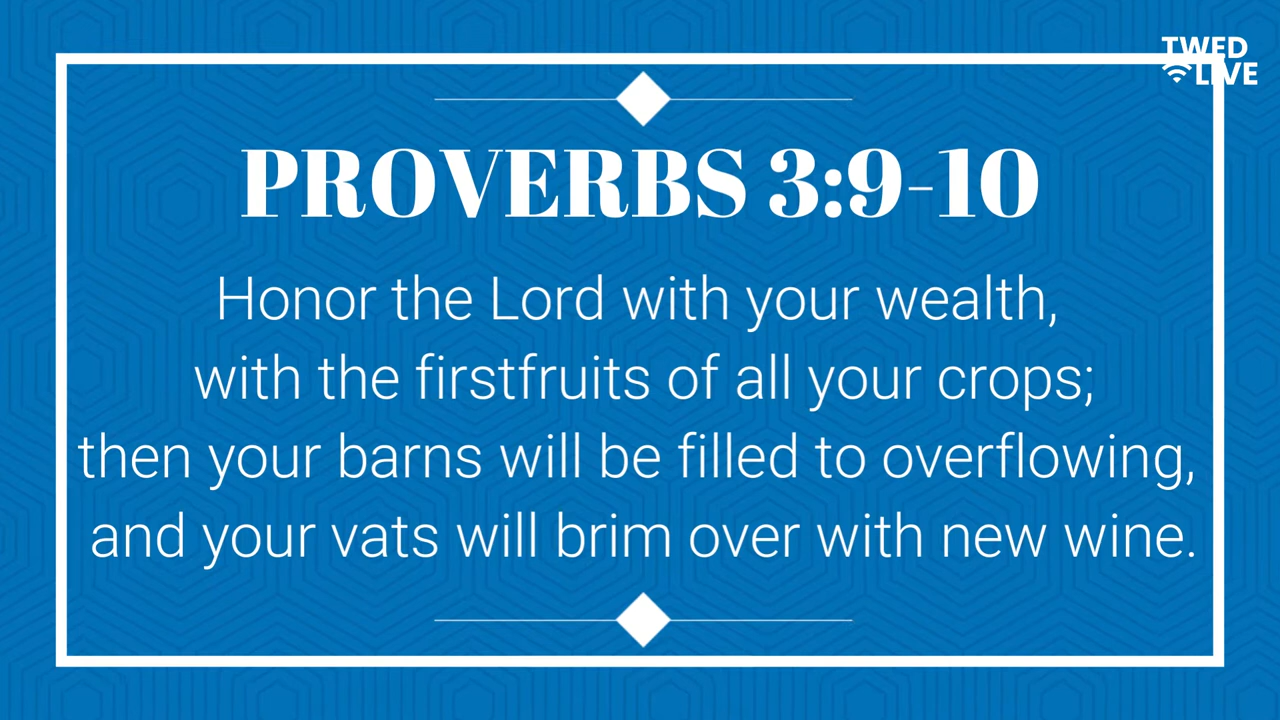 TWED
LIVE
PROVERBS 3:9-10
Honor the Lord with your wealth,
with the firstfruits of all your crops;
then your barns will be filled to overflowing,
and your vats will brim over with new wine.